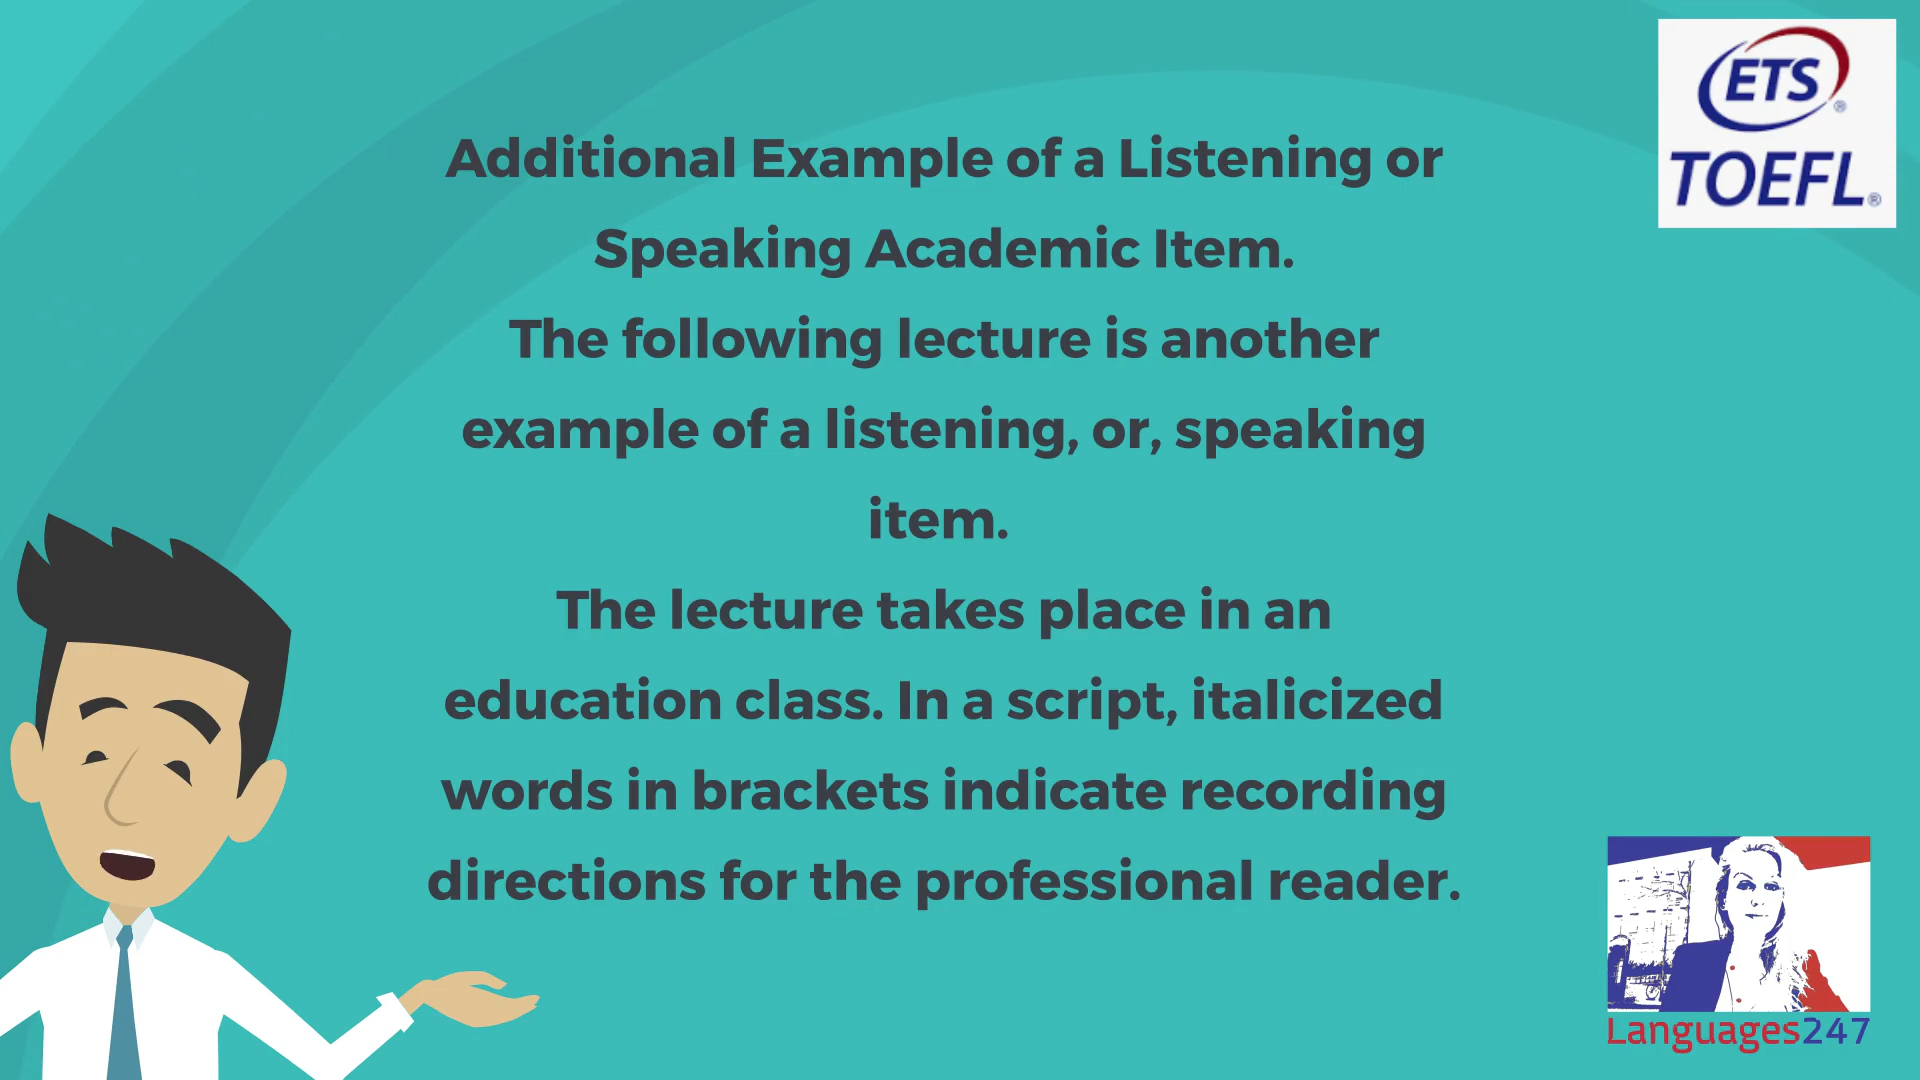 ETS®
TOEFL®
Additional Example of a Listening or
Speaking Academic Item.
The following lecture is another
example of a listening, or, speaking
item.
The lecture takes place in an
education class. In a script, italicized
words in brackets indicate recording
directions for the professional reader.
Languages247